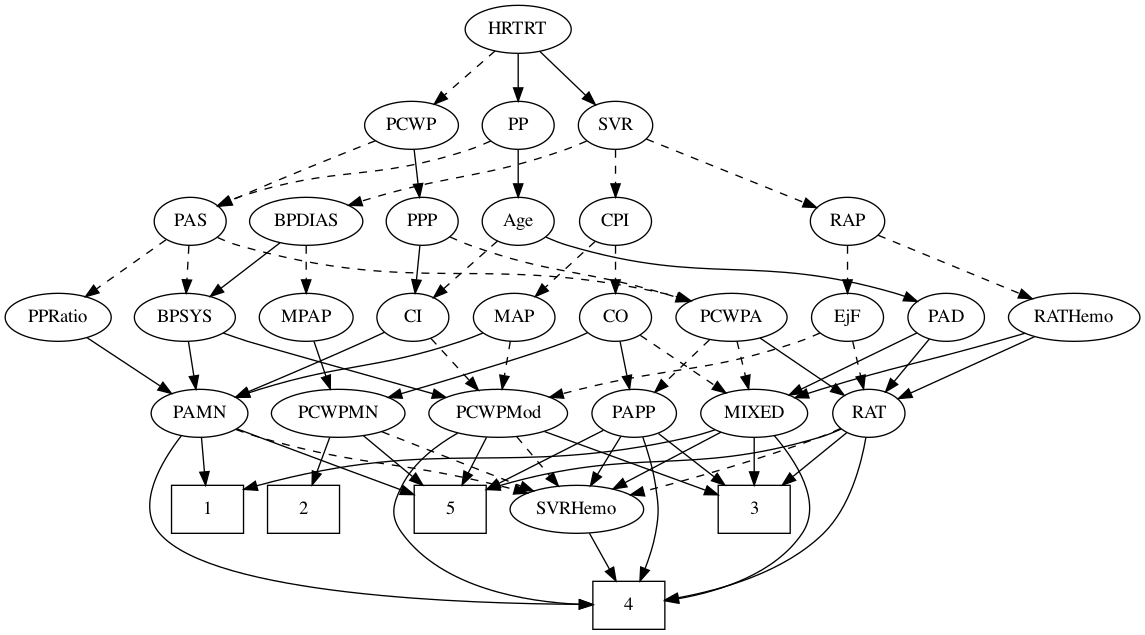 HRTRT
PCWP PP SVR
PAS BPDIAS PPP Age CPI RAP
PPRatio BPSYS MPAP CI MAP CO PCWPA EjF PAD RATHemo
PAMN PCWPMN PCWPMod PAPP MIXED RAT
1 2 5 SVRHemo 3
4